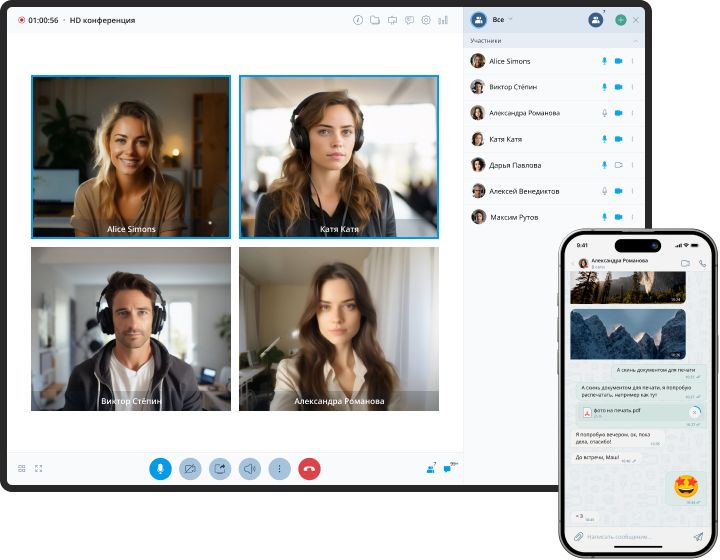 01:00:56 • HD конференция
Все
7
Участники
Alice Simons
Виктор Стёпин
Александра Романова
Катя Катя
Дарья Павлова
Алексей Венедиктов
Максим Рутов
Alice Simons
Катя Катя
Виктор Стёпин
Александра Романова
7
99+
9:41
Александра Романова
А скинь документом для печати
А скинь документом для печати, я попробую
распечатать, например как тут
фото на печать.pdf
Я попробую вечером, ок, пока
дела, спасибо!
До встречи, Маш!
< 3
Написать сообщение...